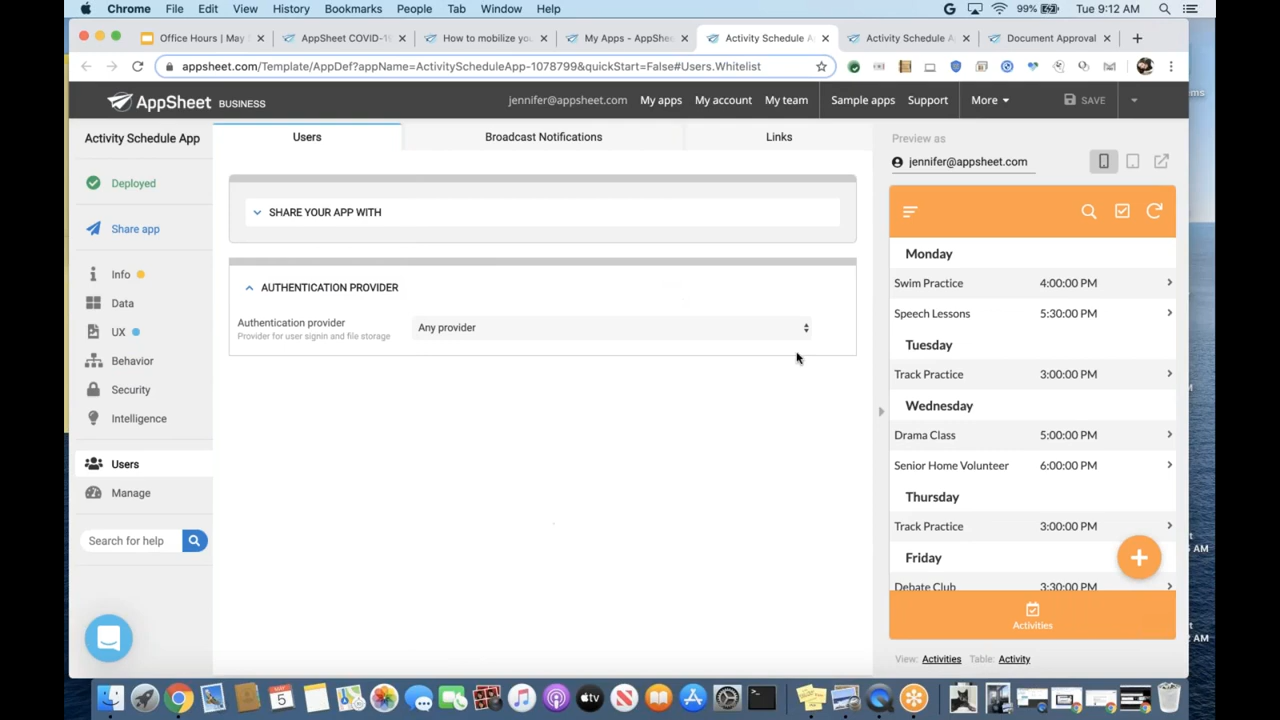 Chrome File Edit View History Bookmarks People Tab Window Help 99% Tue 9:12 AM
Office Hours | May AppSheet COVID-1 How to mobilize yo My Apps - AppShe Activity Schedule A Activity Schedule A Document Approval
appsheet.com/Template/AppDef?appName=ActivityScheduleApp-1078799&quickStart=False#Users.Whitelist
AppSheet BUSINESS jennifer@appsheet.com My apps My account My team Sample apps Support More SAVE
Activity Schedule App
Deployed
Share app
Info
Data
UX
Behavior
Security
Intelligence
Users
Manage
Search for help
Users Broadcast Notifications Links
SHARE YOUR APP WITH
AUTHENTICATION PROVIDER
Authentication provider Any provider
Provider for user signin and file storage
Preview as
jennifer@appsheet.com
Monday
Swim Practice 4:00:00 PM
Speech Lessons 5:30:00 PM
Tuesday
Track Practice 3:00:00 PM
Wednesday
Drama Class 5:00:00 PM
Senior Home Volunteer 6:00:00 PM
Thursday
Track Practice 3:00:00 PM
Friday
Debate Club 3:30:00 PM
Activities
View: Activities Table: Activity